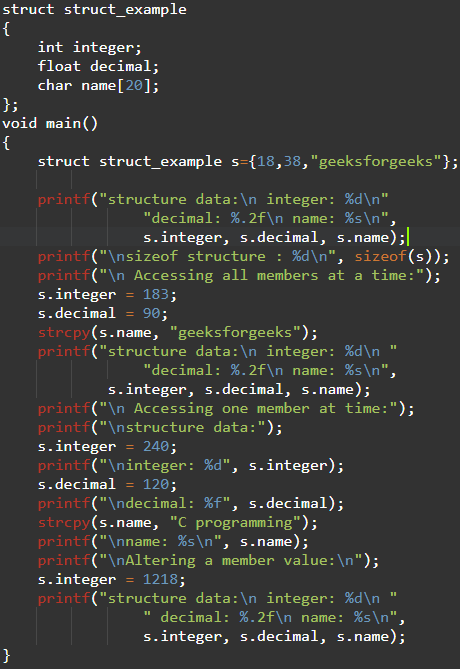 struct struct_example
{
    int integer;
    float decimal;
    char name[20];
};
void main()
{
    struct struct_example s={18,38,"geeksforgeeks"};

    printf("structure data:\n integer: %d\n"
                "decimal: %.2f\n name: %s\n",
                s.integer, s.decimal, s.name);
    printf("\nsizeof structure : %d\n", sizeof(s));
    printf("\n Accessing all members at a time:");
    s.integer = 183;
    s.decimal = 90;
    strcpy(s.name, "geeksforgeeks");
    printf("structure data:\n integer: %d\n "
                "decimal: %.2f\n name: %s\n",
            s.integer, s.decimal, s.name);
    printf("\n Accessing one member at time:");
    printf("\nstructure data:");
    s.integer = 240;
    printf("\ninteger: %d", s.integer);
    s.decimal = 120;
    printf("\ndecimal: %f", s.decimal);
    strcpy(s.name, "C programming");
    printf("\nname: %s\n", s.name);
    printf("\nAltering a member value:\n");
    s.integer = 1218;
    printf("structure data:\n integer: %d\n "
                " decimal: %.2f\n name: %s\n",
                s.integer, s.decimal, s.name);
}